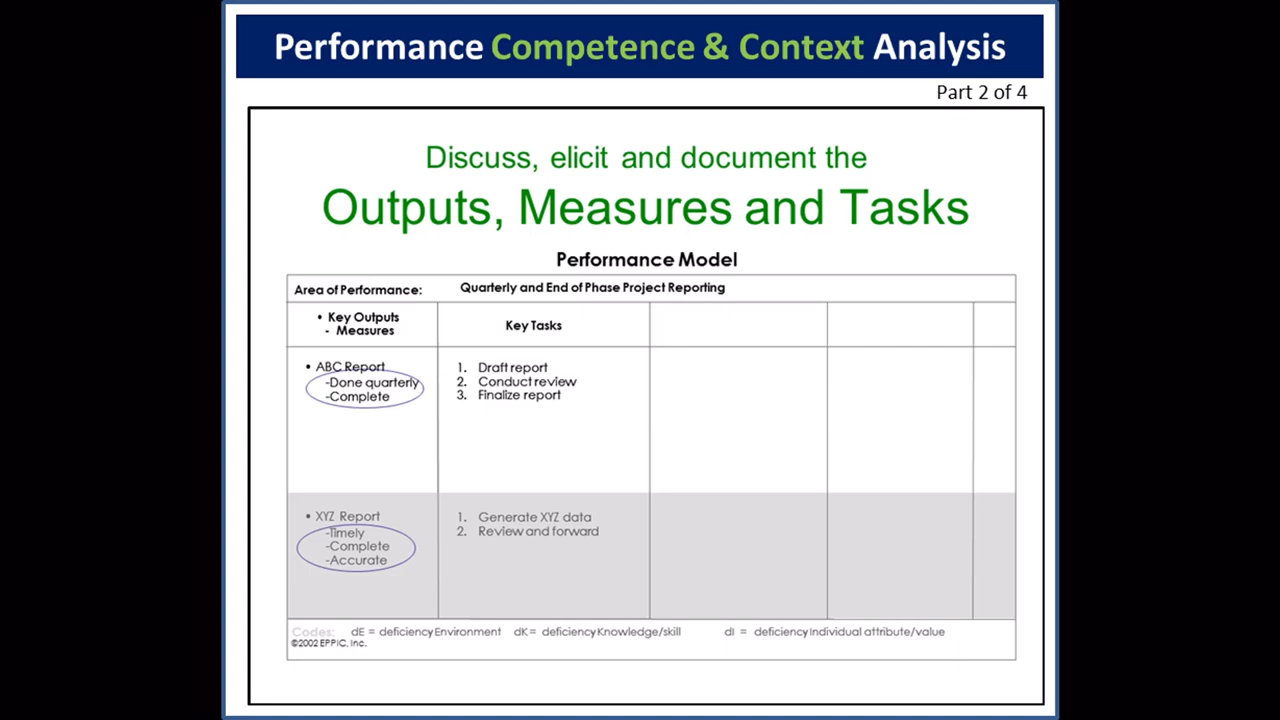 Performance Competence & Context Analysis
Part 2 of 4
Discuss, elicit and document the
Outputs, Measures and Tasks
Performance Model
Area of Performance: Quarterly and End of Phase Project Reporting
• Key Outputs
- Measures
Key Tasks
• ABC Report
-Done quarterly
-Complete
1. Draft report
2. Conduct review
3. Finalize report
• XYZ Report
-Timely
-Complete
-Accurate
1. Generate XYZ data
2. Review and forward
Codes: dE = deficiency Environment dK = deficiency Knowledge/skill dI = deficiency Individual attribute/value
©2002 EPPIC, Inc.